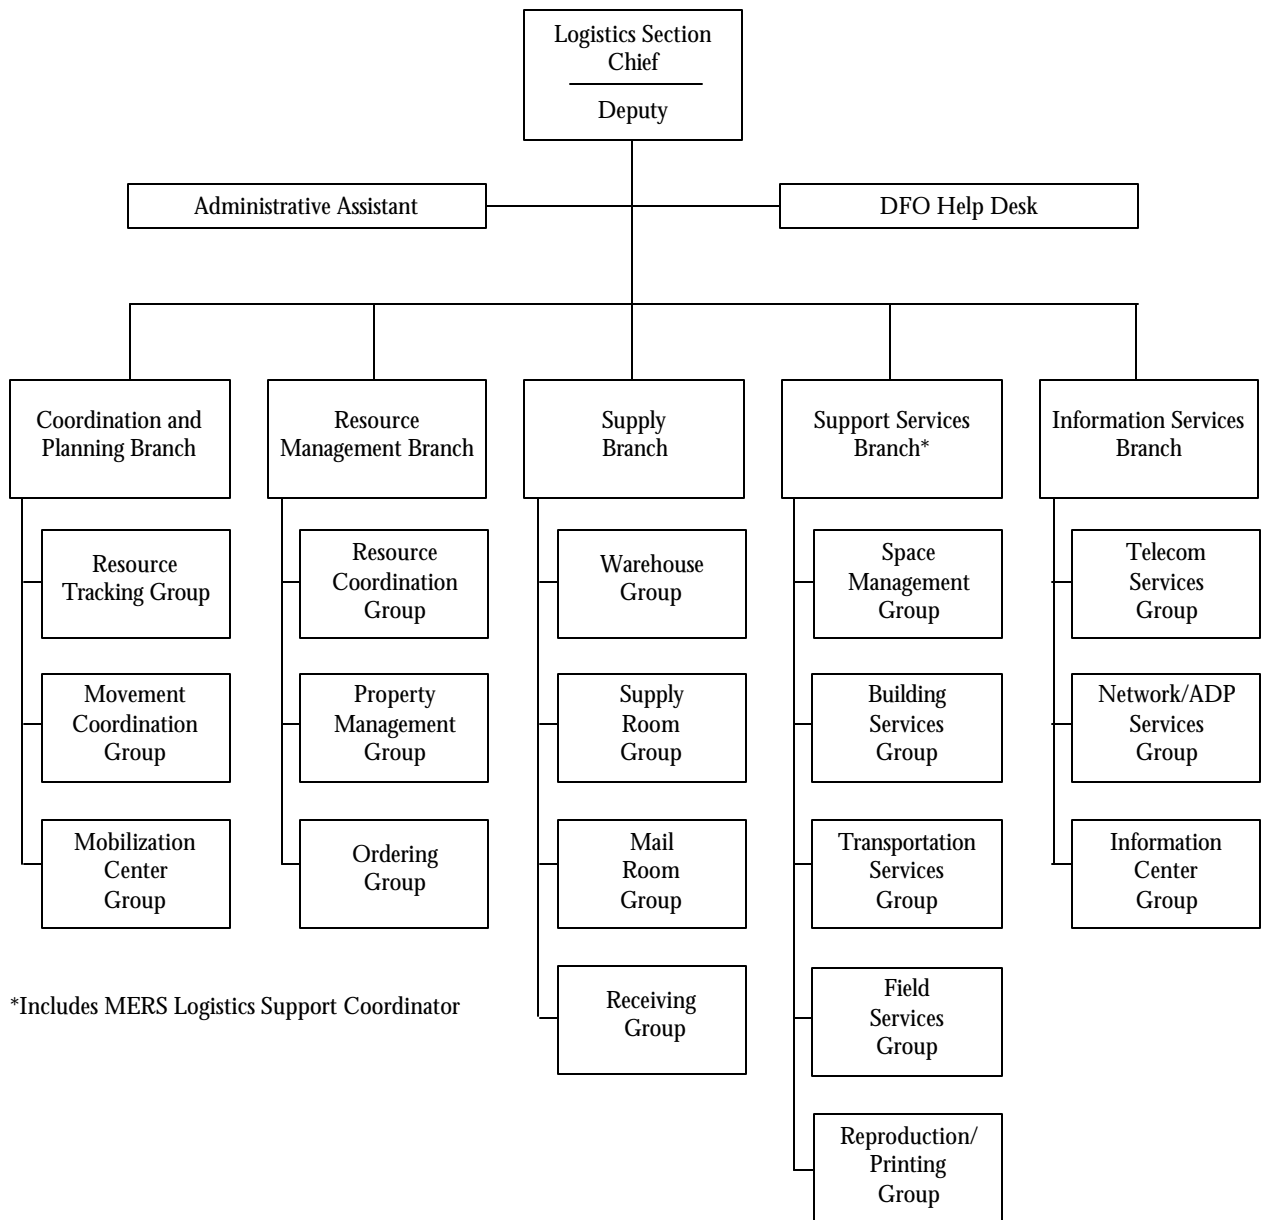 Logistics Section
Chief
Deputy
Administrative Assistant
DFO Help Desk
Coordination and
Planning Branch
Resource
Management Branch
Supply
Branch
Support Services
Branch*
Information Services
Branch
Resource
Tracking Group
Movement
Coordination
Group
Mobilization
Center
Group
Resource
Coordination
Group
Property
Management
Group
Ordering
Group
Warehouse
Group
Supply
Room
Group
Mail
Room
Group
Receiving
Group
Space
Management
Group
Building
Services
Group
Transportation
Services
Group
Field
Services
Group
Reproduction/
Printing
Group
Telecom
Services
Group
Network/ADP
Services
Group
Information
Center
Group
*Includes MERS Logistics Support Coordinator